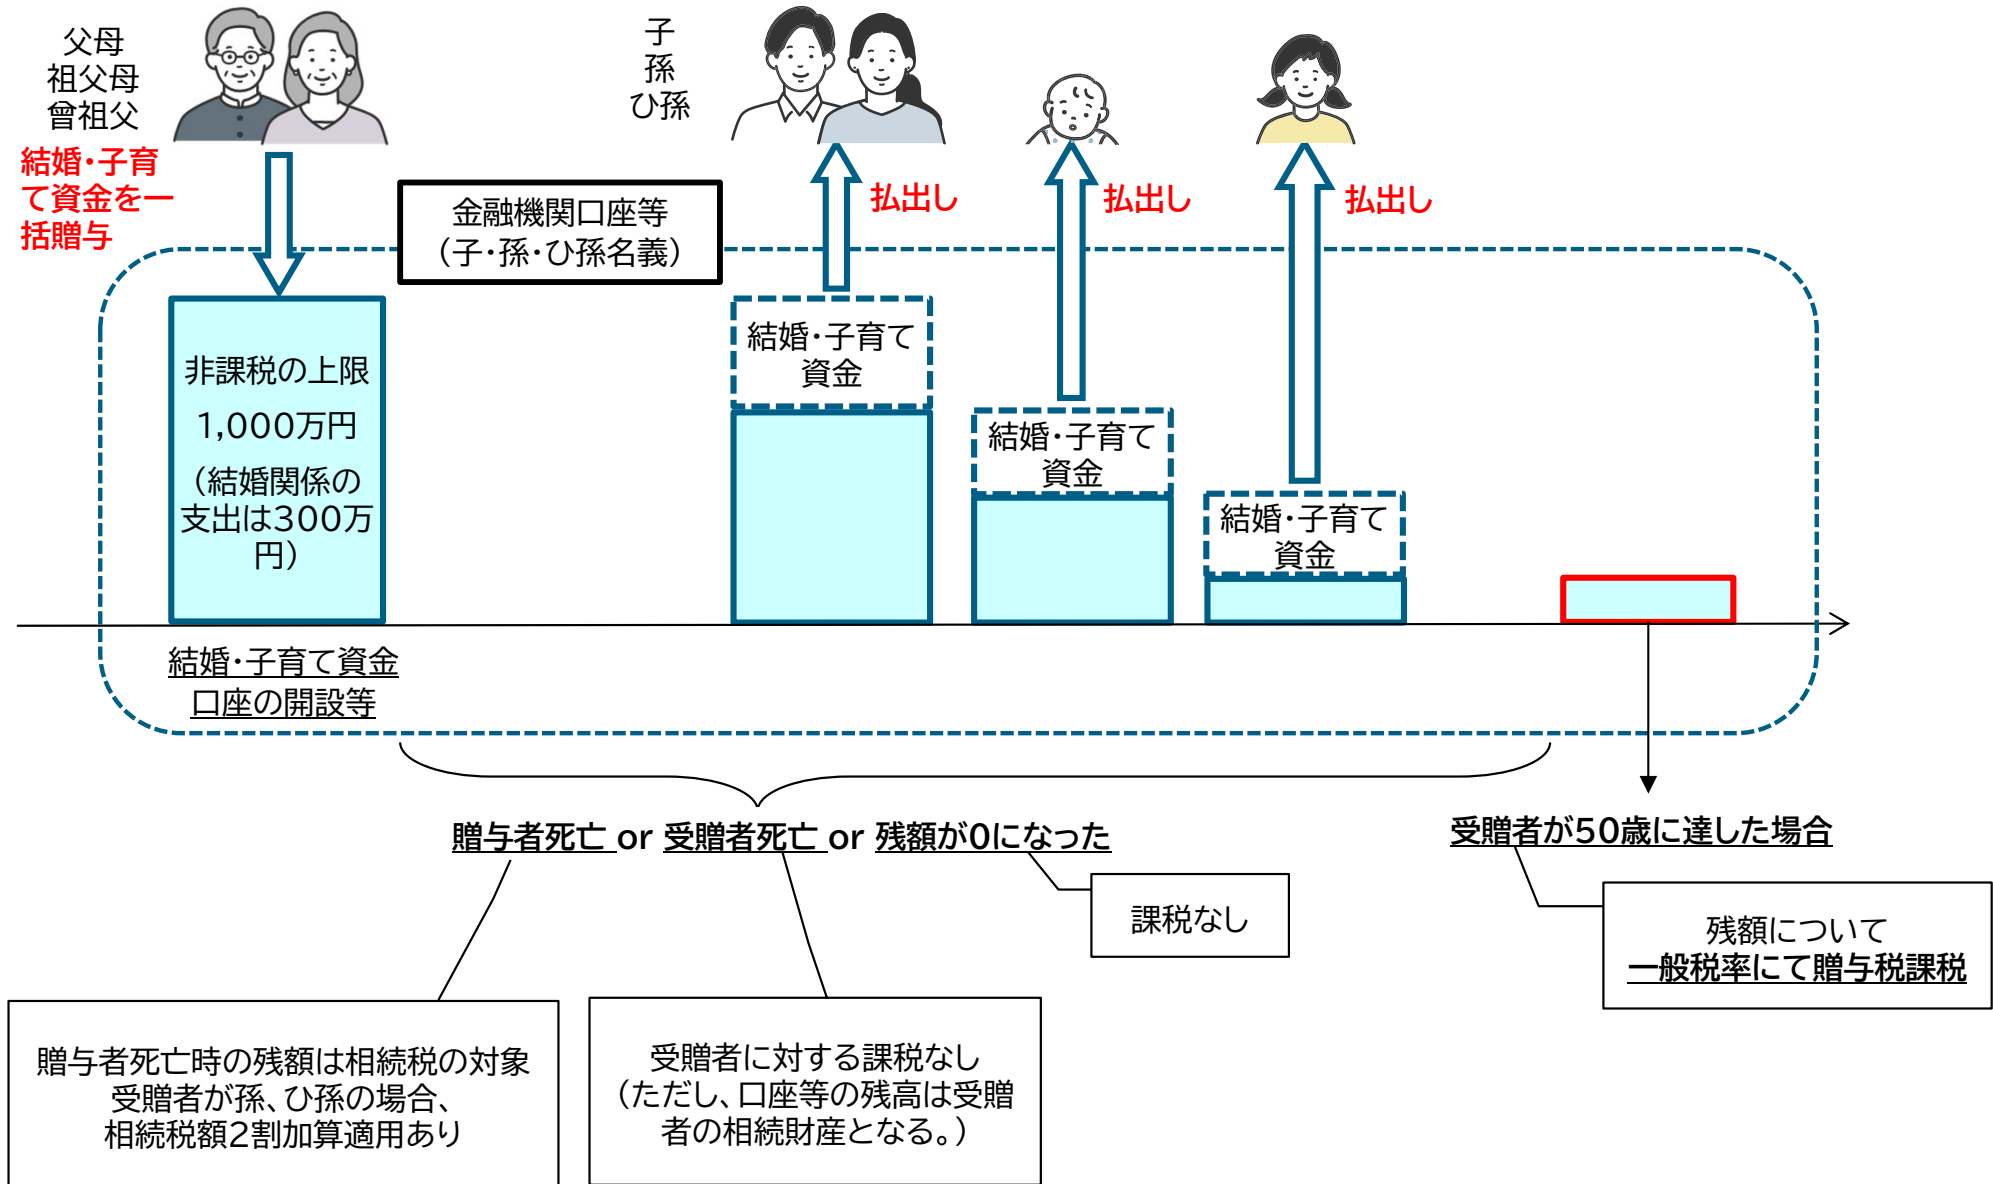 父母
祖父母
曾祖父
結婚・子育
て資金を一
括贈与
子
孫
ひ孫
払出し
払出し
払出し
金融機関口座等
（子・孫・ひ孫名義）
非課税の上限
1,000万円
（結婚関係の
支出は300万
円）
結婚・子育て
資金
結婚・子育て
資金
結婚・子育て
資金
結婚・子育て資金
口座の開設等
贈与者死亡 or 受贈者死亡 or 残額が0になった
受贈者が50歳に達した場合
課税なし
残額について
一般税率にて贈与税課税
贈与者死亡時の残額は相続税の対象
受贈者が孫、ひ孫の場合、
相続税額2割加算適用あり
受贈者に対する課税なし
（ただし、口座等の残高は受贈
者の相続財産となる。）